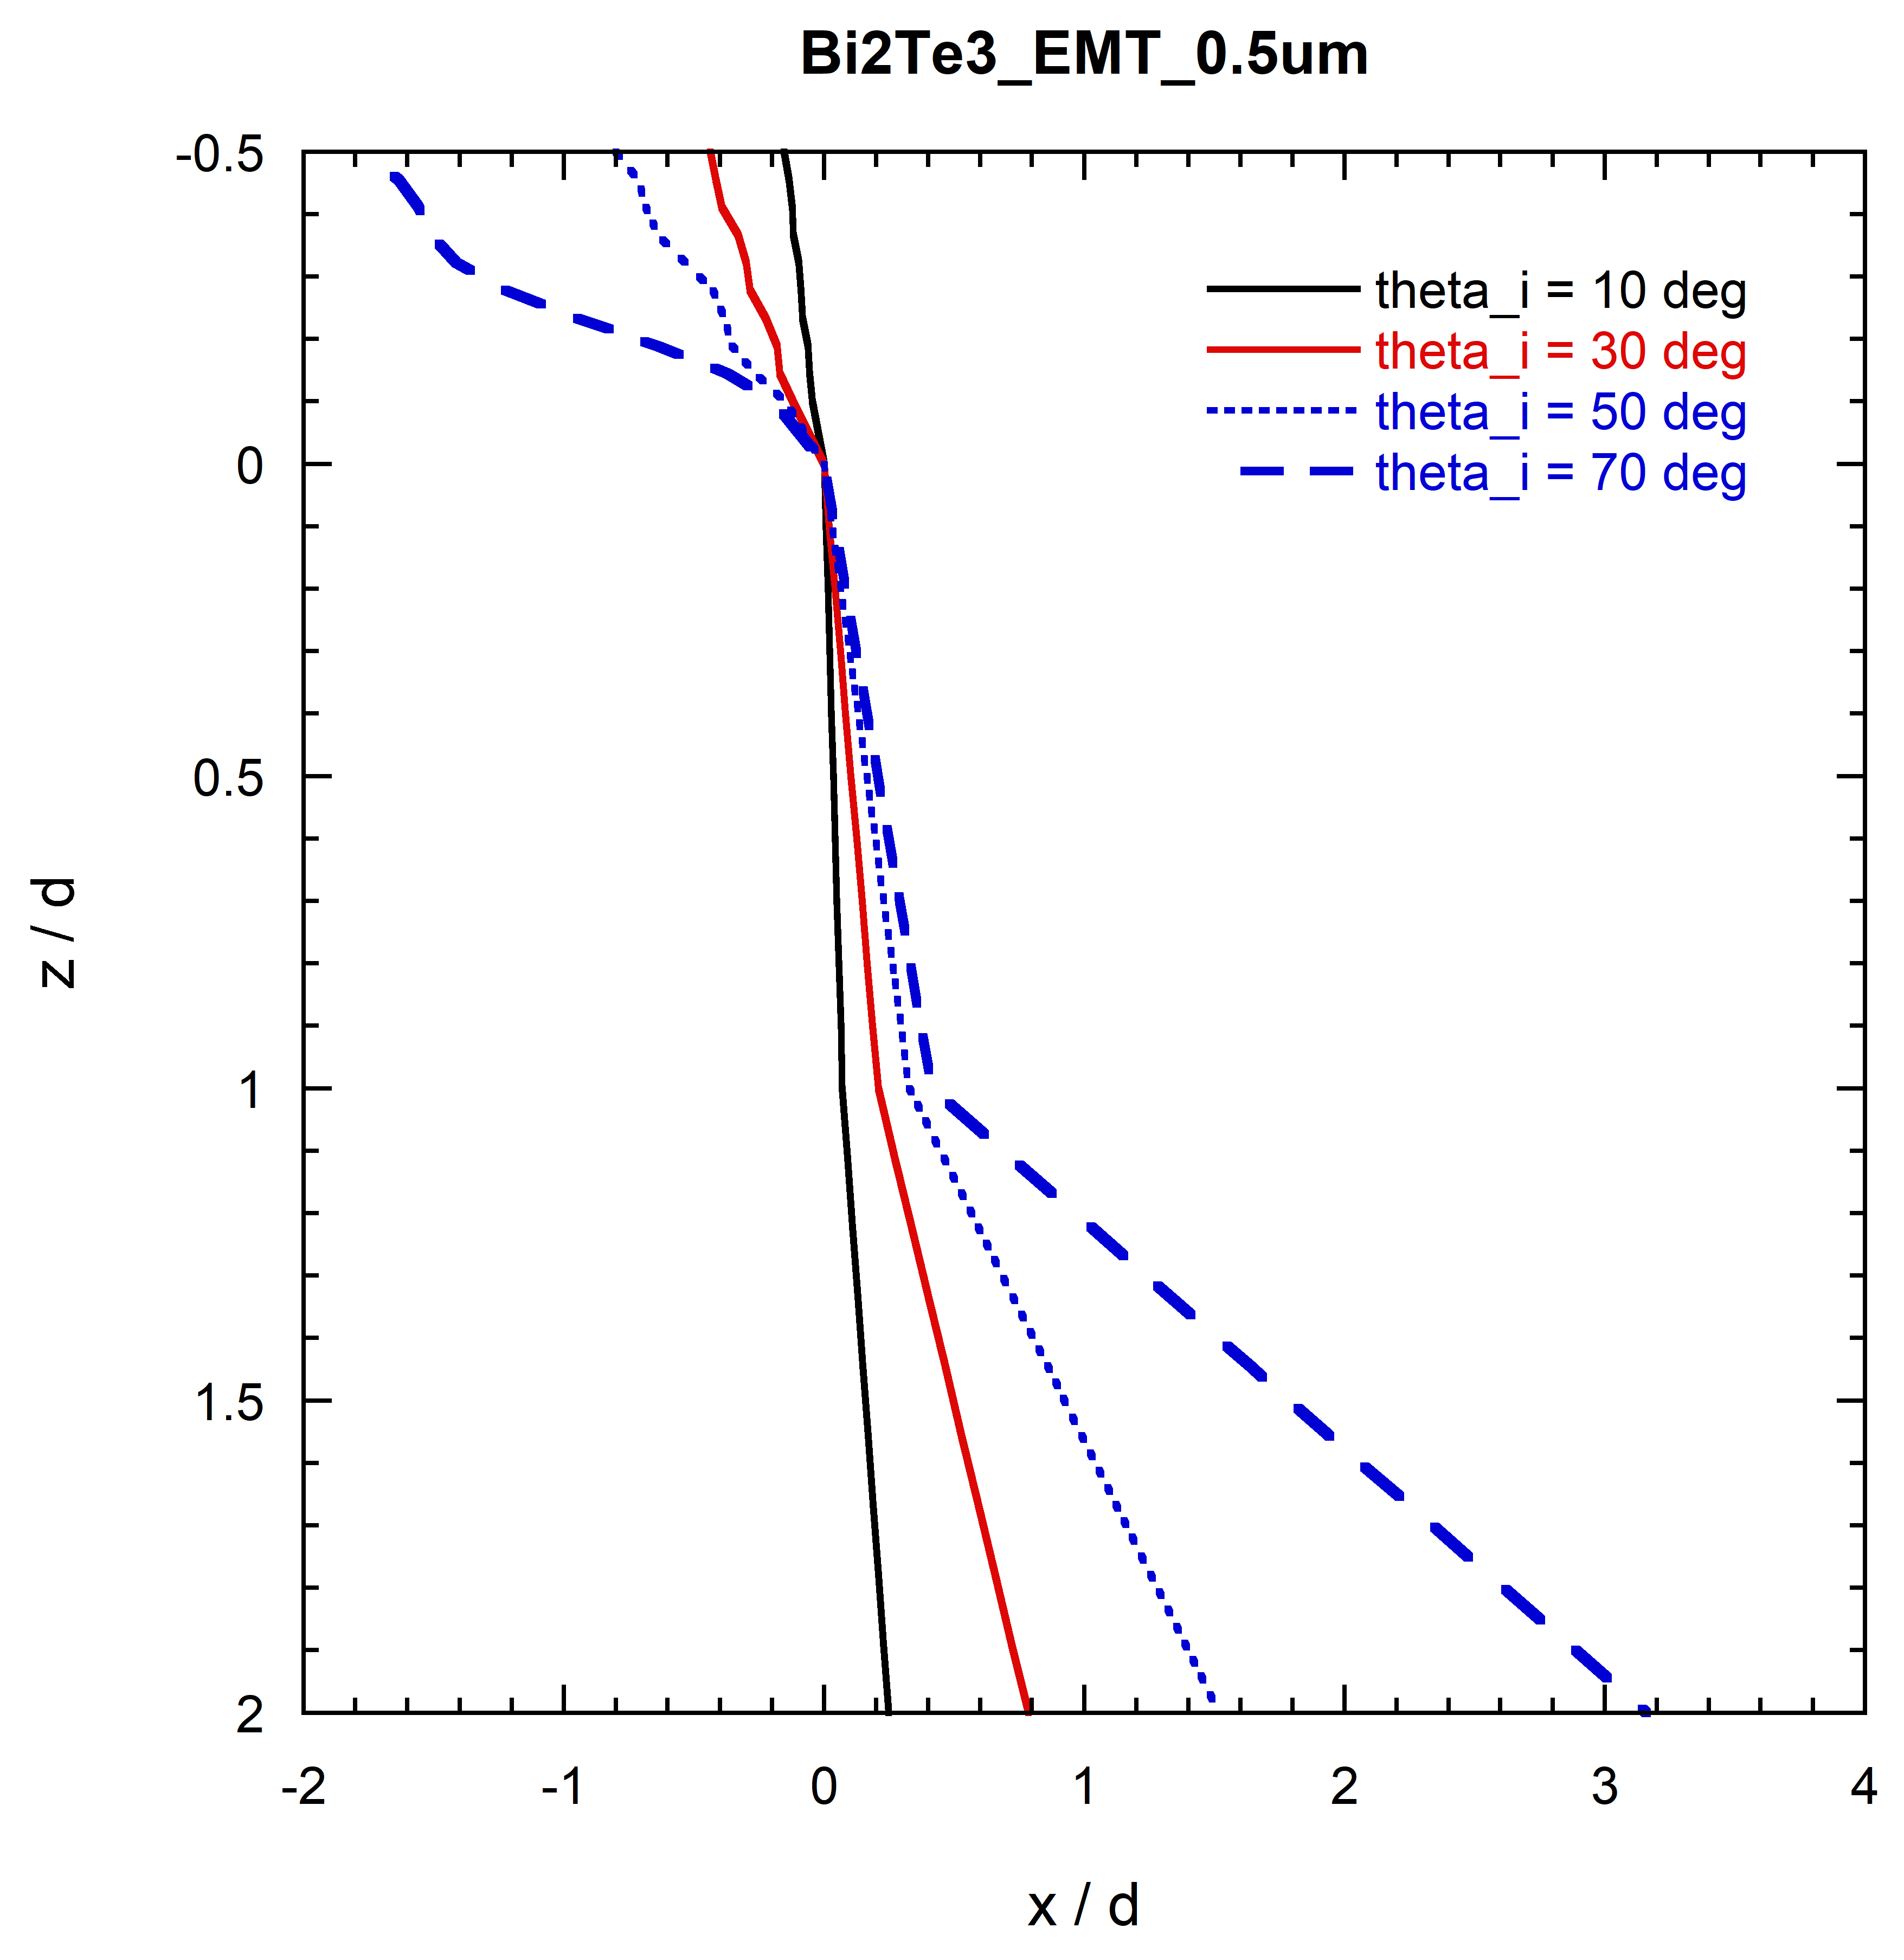 Bi2Te3_EMT_0.5um
-0.5
0
0.5
1
1.5
2
z / d
theta_i = 10 deg
theta_i = 30 deg
theta_i = 50 deg
theta_i = 70 deg
-2 -1 0 1 2 3 4
x / d